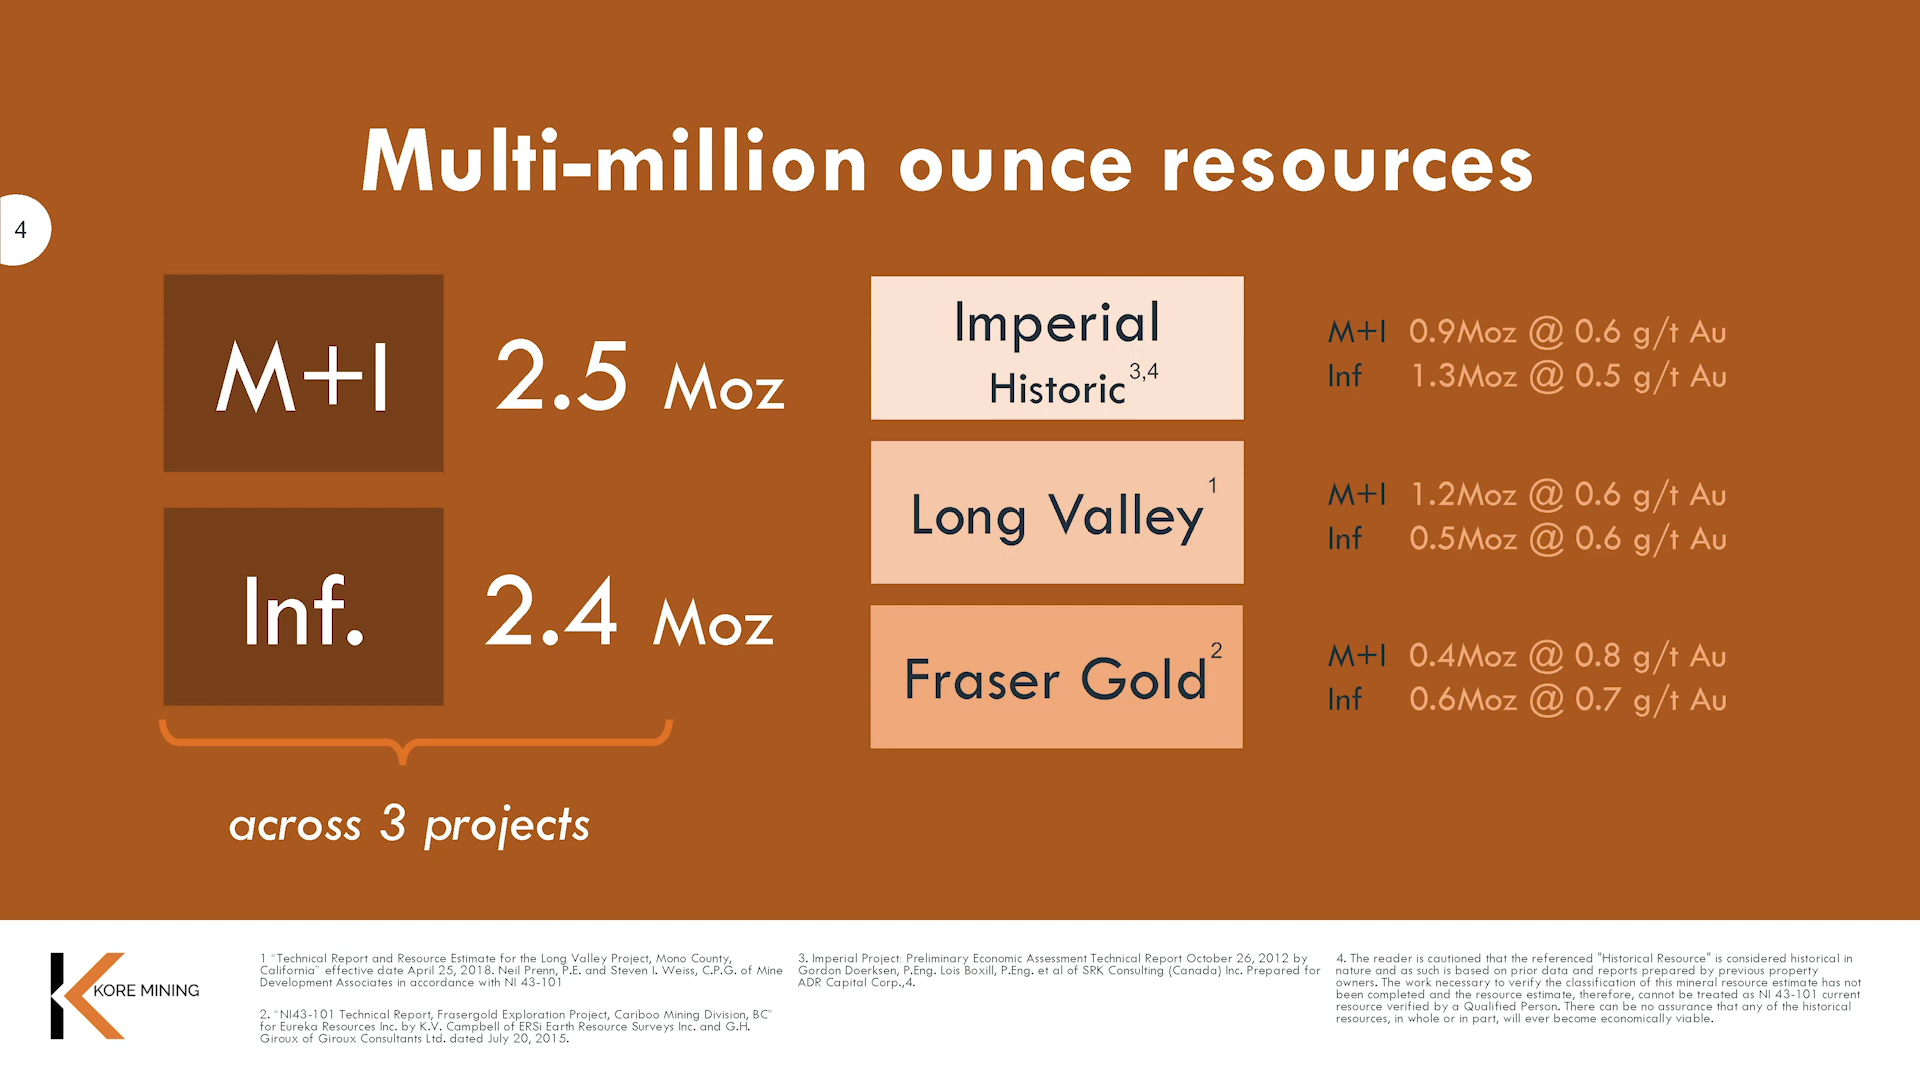 Multi-million ounce resources
4
M+I 2.5 Moz
Inf. 2.4 Moz
across 3 projects
Imperial
Historic 3,4
M+I 0.9Moz @ 0.6 g/t Au
Inf 1.3Moz @ 0.5 g/t Au
Long Valley 1
M+I 1.2Moz @ 0.6 g/t Au
Inf 0.5Moz @ 0.6 g/t Au
Fraser Gold 2
M+I 0.4Moz @ 0.8 g/t Au
Inf 0.6Moz @ 0.7 g/t Au
KORE MINING
1 "Technical Report and Resource Estimate for the Long Valley Project, Mono County,
California" effective date April 25, 2018. Neil Prenn, P.E. and Steven I. Weiss, C.P.G. of Mine
Development Associates in accordance with NI 43-101
2. "NI43-101 Technical Report, Frasergold Exploration Project, Cariboo Mining Division, BC"
for Eureka Resources Inc. by K.V. Campbell of ERSi Earth Resource Surveys Inc. and G.H.
Giroux of Giroux Consultants Ltd. dated July 20, 2015.
3. Imperial Project: Preliminary Economic Assessment Technical Report October 26, 2012 by
Gordon Doerksen, P.Eng. Lois Boxill, P.Eng. et al of SRK Consulting (Canada) Inc. Prepared for
ADR Capital Corp.,4.
4. The reader is cautioned that the referenced "Historical Resource" is considered historical in
nature and as such is based on prior data and reports prepared by previous property
owners. The work necessary to verify the classification of this mineral resource estimate has not
been completed and the resource estimate, therefore, cannot be treated as NI 43-101 current
resource verified by a Qualified Person. There can be no assurance that any of the historical
resources, in whole or in part, will ever become economically viable.